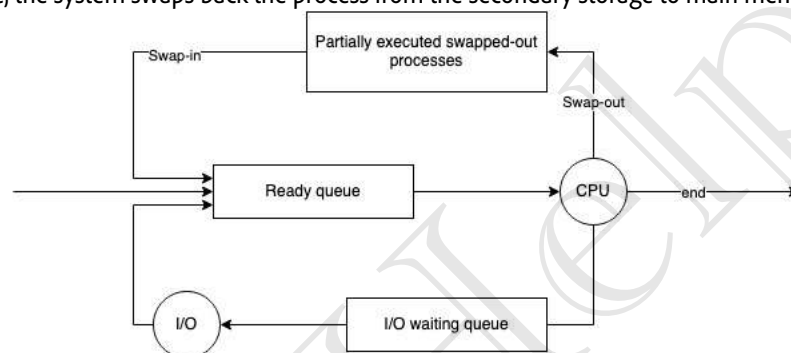 the system swaps back the process from the secondary storage to main
Partially executed swapped-out
processes
Swap-in
Swap-out
Ready queue
CPU
end
I/O
I/O waiting queue
Help